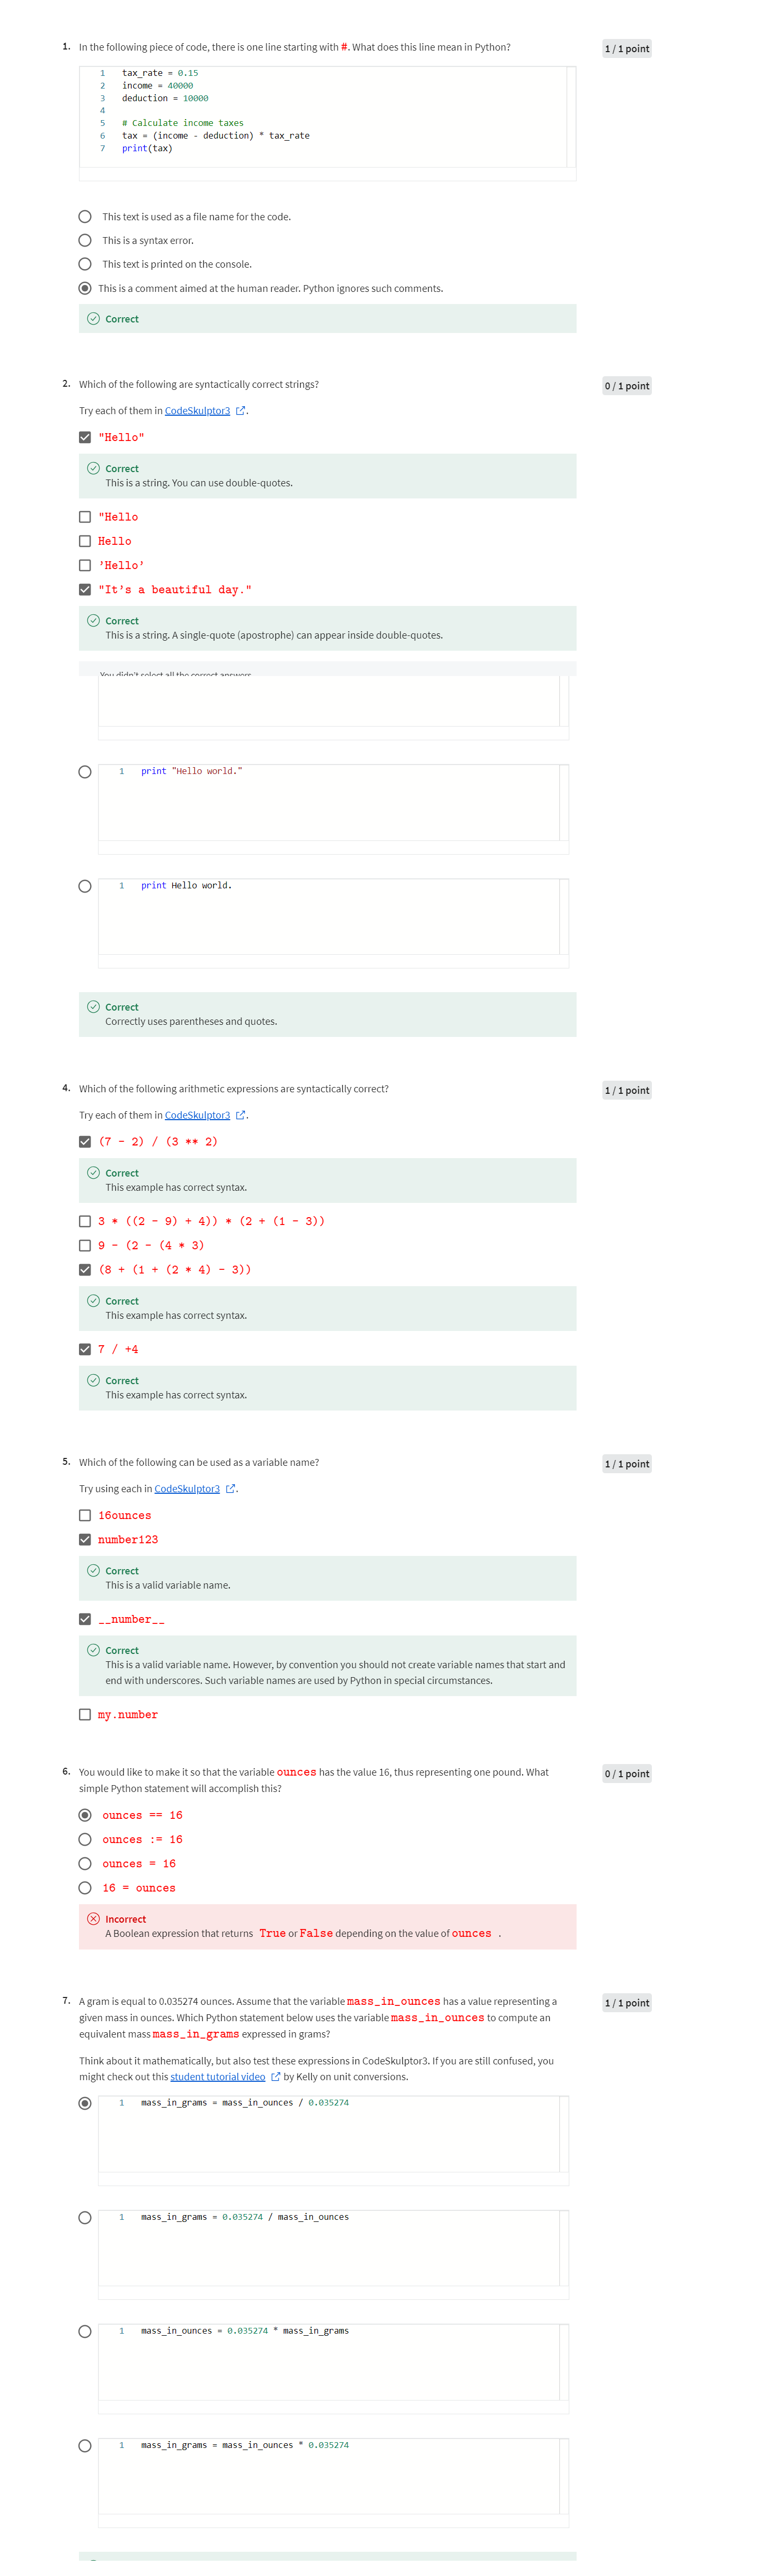 1. In the following piece of code, there is one line starting with #. What does this line mean in Python?
1 / 1 point
1 tax_rate = 0.15
2 income = 40000
3 deduction = 10000
4
5 # Calculate income taxes
6 tax = (income - deduction) * tax_rate
7 print(tax)
This text is used as a file name for the code.
This is a syntax error.
This text is printed on the console.
This is a comment aimed at the human reader. Python ignores such comments.
Correct
2. Which of the following are syntactically correct strings?
0 / 1 point
Try each of them in CodeSkulptor3.
"Hello"
Correct
This is a string. You can use double-quotes.
"Hello
Hello
’Hello’
"It’s a beautiful day."
Correct
This is a string. A single-quote (apostrophe) can appear inside double-quotes.
You didn't select all the correct answers
1 print "Hello world."
1 print Hello world.
Correct
Correctly uses parentheses and quotes.
4. Which of the following arithmetic expressions are syntactically correct?
1 / 1 point
Try each of them in CodeSkulptor3.
(7 - 2) / (3 ** 2)
Correct
This example has correct syntax.
3 * ((2 - 9) + 4)) * (2 + (1 - 3))
9 - (2 - (4 * 3)
(8 + (1 + (2 * 4) - 3))
Correct
This example has correct syntax.
7 / +4
Correct
This example has correct syntax.
5. Which of the following can be used as a variable name?
1 / 1 point
Try using each in CodeSkulptor3.
16ounces
number123
Correct
This is a valid variable name.
__number__
Correct
This is a valid variable name. However, by convention you should not create variable names that start and
end with underscores. Such variable names are used by Python in special circumstances.
my.number
6. You would like to make it so that the variable ounces has the value 16, thus representing one pound. What
0 / 1 point
simple Python statement will accomplish this?
ounces == 16
ounces := 16
ounces = 16
16 = ounces
Incorrect
A Boolean expression that returns True or False depending on the value of ounces .
7. A gram is equal to 0.035274 ounces. Assume that the variable mass_in_ounces has a value representing a
1 / 1 point
given mass in ounces. Which Python statement below uses the variable mass_in_ounces to compute an
equivalent mass mass_in_grams expressed in grams?
Think about it mathematically, but also test these expressions in CodeSkulptor3. If you are still confused, you
might check out this student tutorial video by Kelly on unit conversions.
1 mass_in_grams = mass_in_ounces / 0.035274
1 mass_in_grams = 0.035274 / mass_in_ounces
1 mass_in_ounces = 0.035274 * mass_in_grams
1 mass_in_grams = mass_in_ounces * 0.035274